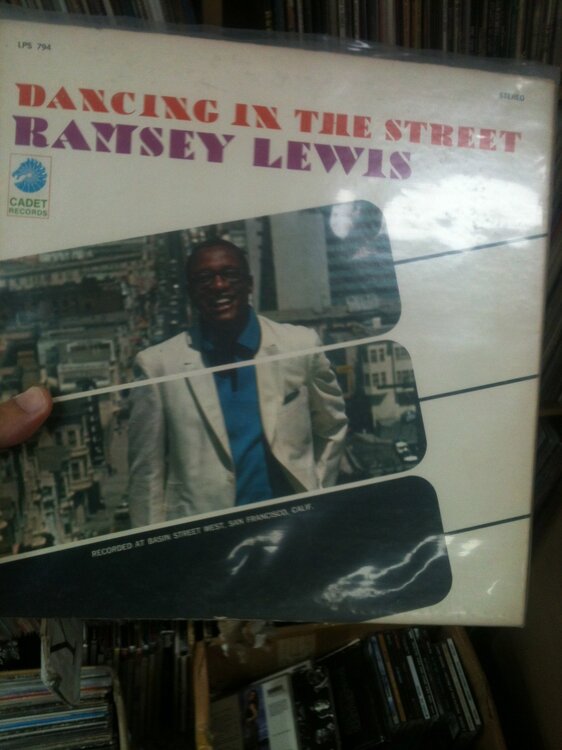 LPS 794
STEREO
DANCING IN THE STREET
RAMSEY LEWIS
CADET
RECORDS
RECORDED AT BASIN STREET WEST, SAN FRANCISCO, CALIF.